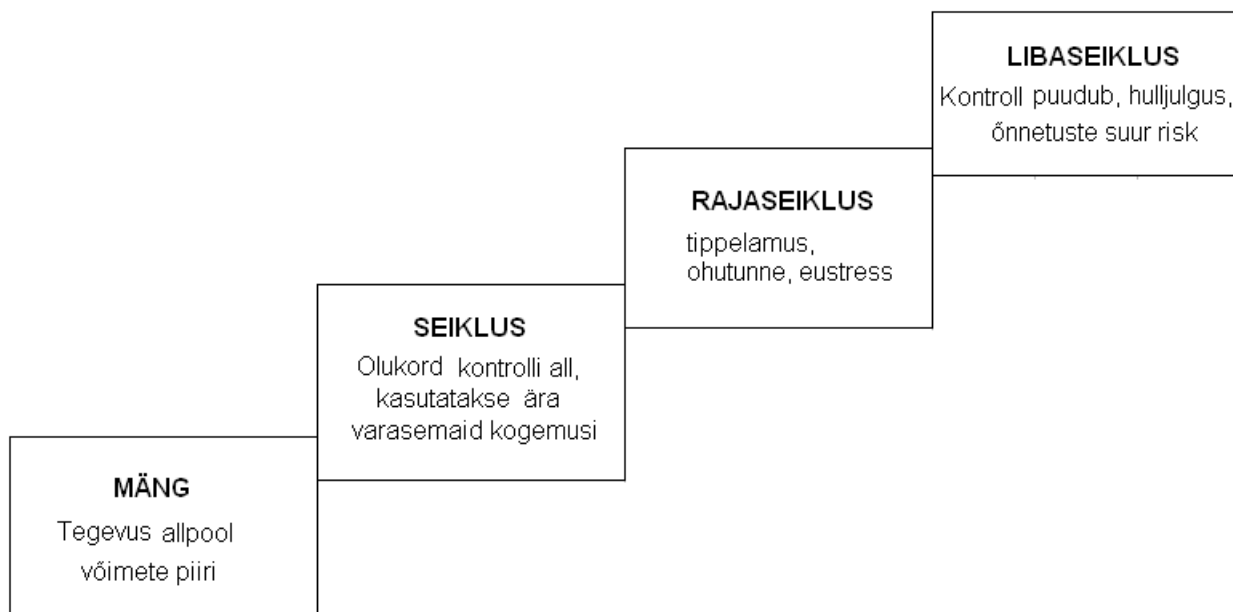 LIBASEIKLUS
Kontroll puudub, hulljulgus,
õnnetuste suur risk
RAJASEIKLUS
tippelamus,
ohutunne, eustress
SEIKLUS
Olukord kontrolli all,
kasutatakse ära
varasemaid kogemusi
MÄNG
Tegevus allpool
võimete piiri